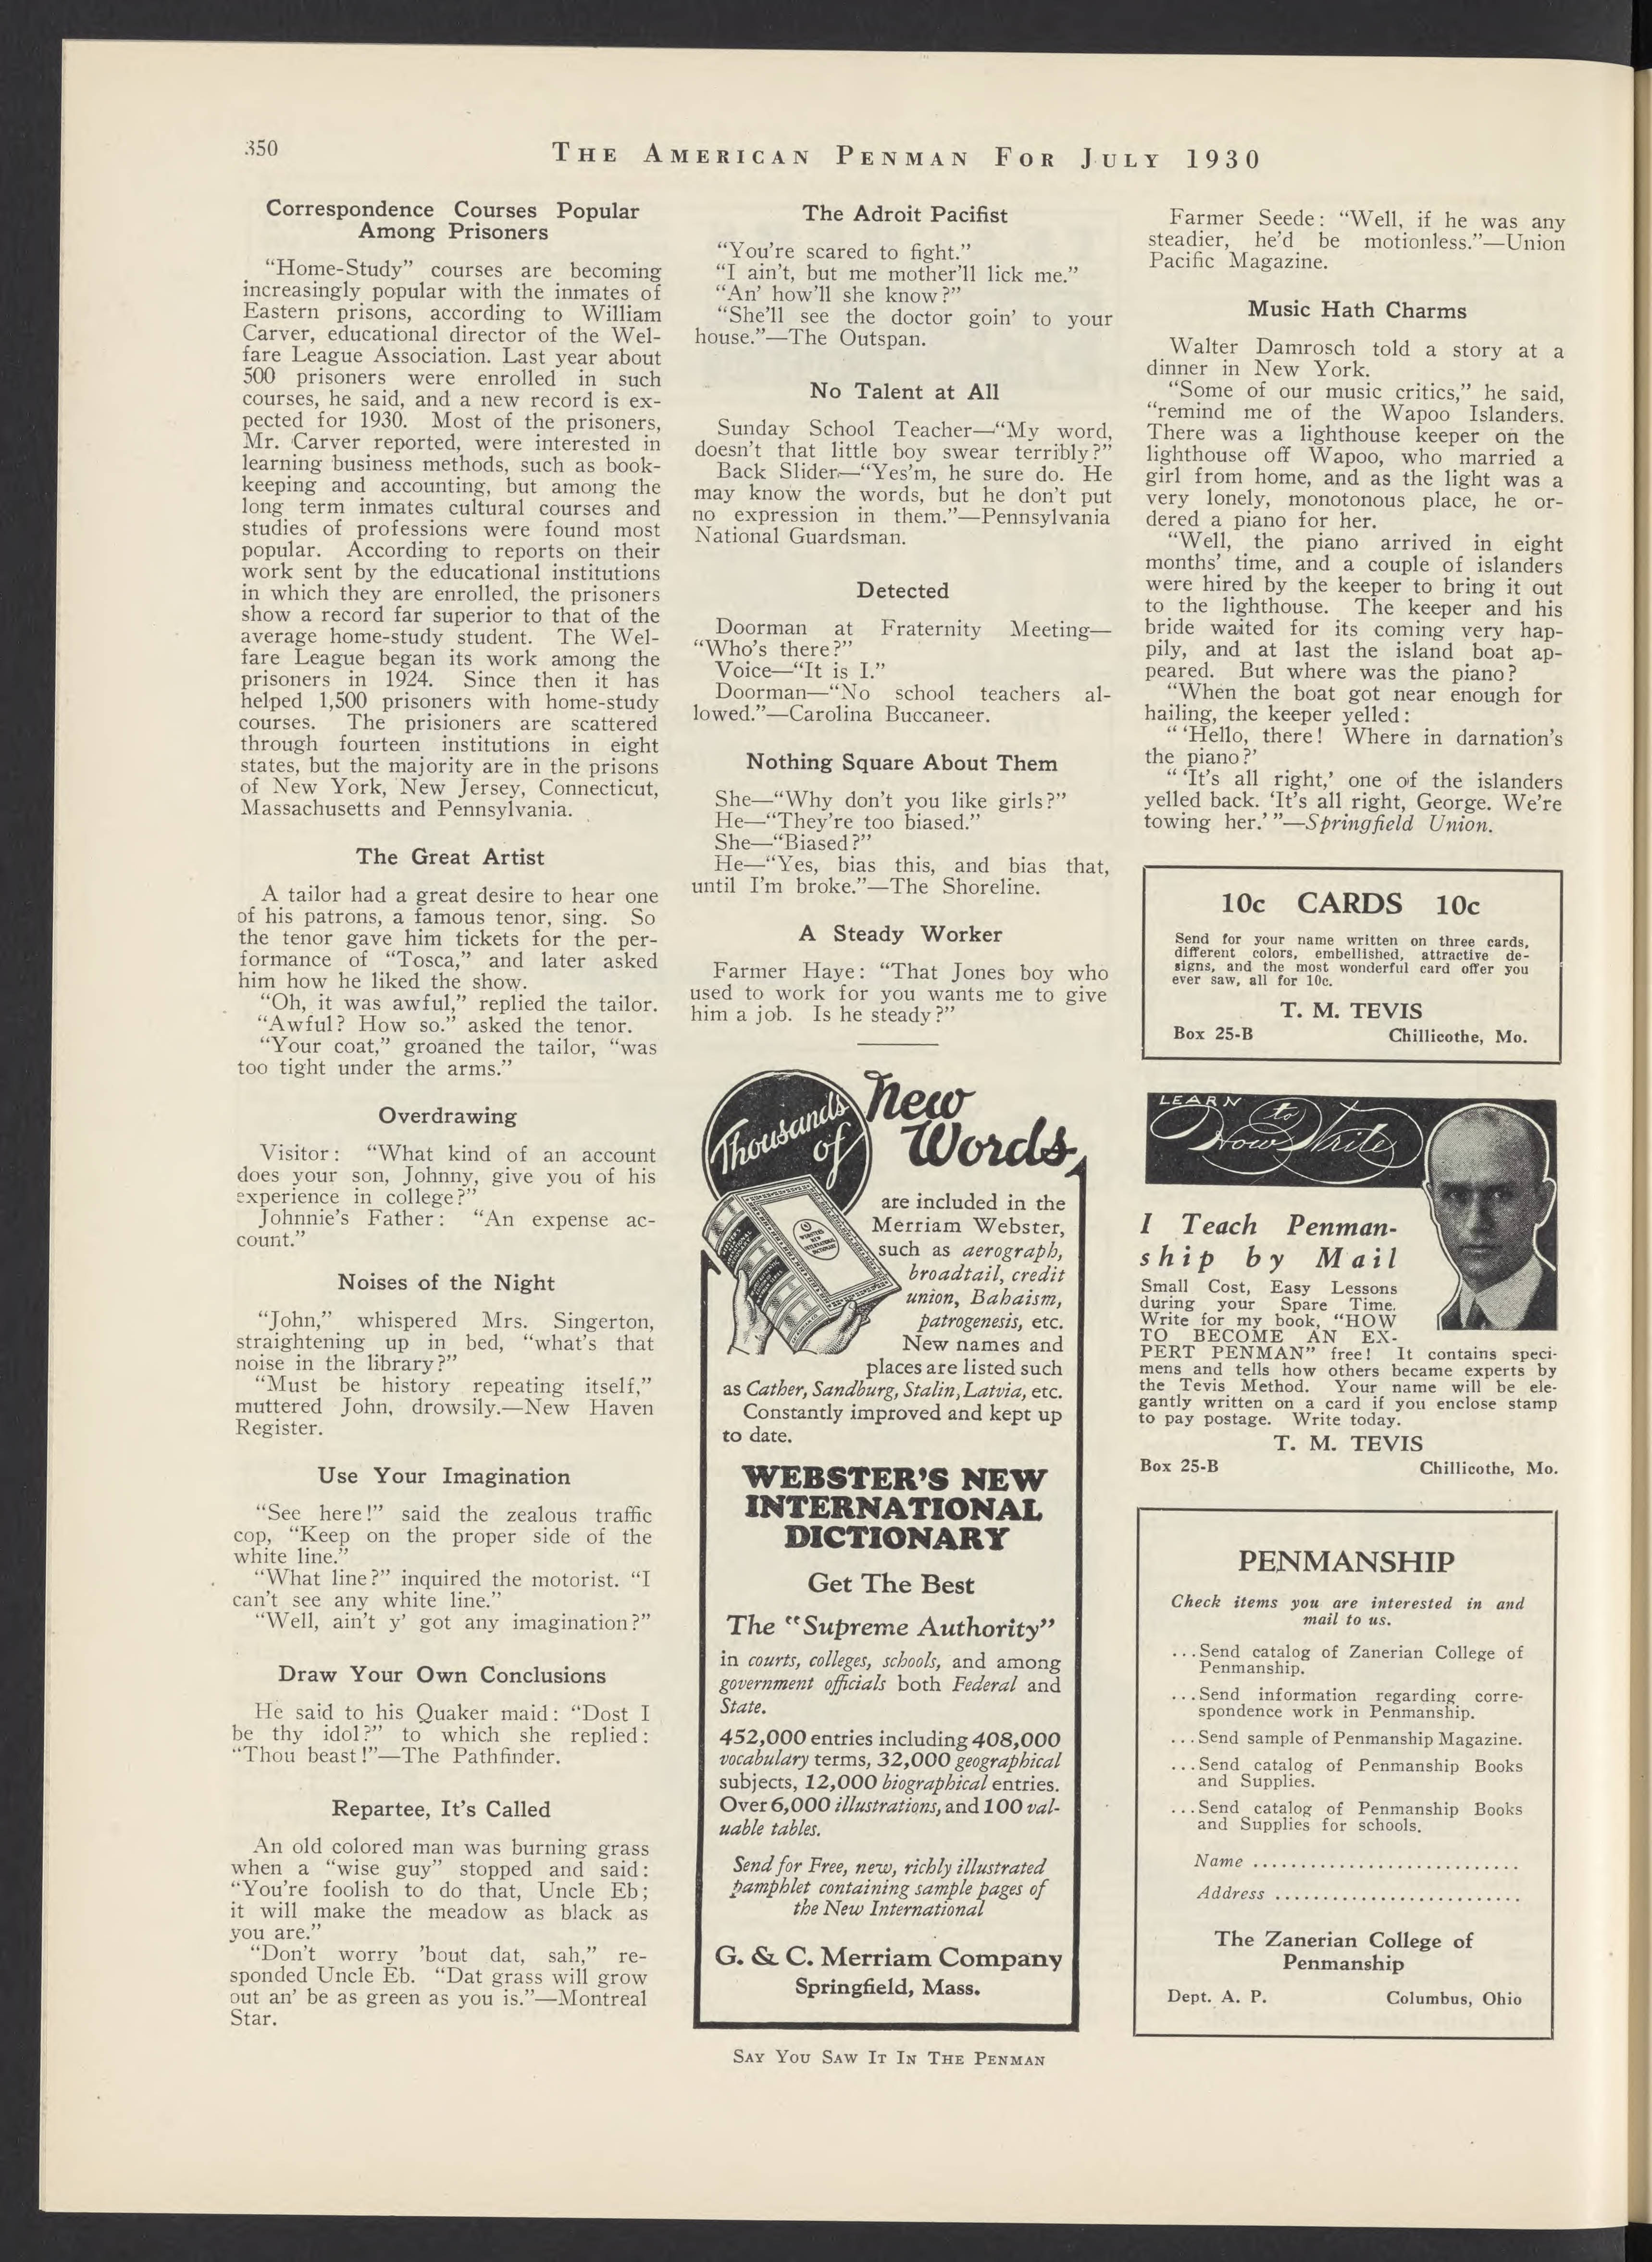 350
THE AMERICAN PENMAN FOR JULY 1930
Correspondence Courses Popular
Among Prisoners
“Home-Study” courses are becoming
increasingly popular with the inmates of
Eastern prisons, according to William
Carver, educational director of the Wel-
fare League Association. Last year about
500 prisoners were enrolled in such
courses, he said, and a new record is ex-
pected for 1930. Most of the prisoners,
Mr. Carver reported, were interested in
learning business methods, such as book-
keeping and accounting, but among the
long term inmates cultural courses and
studies of professions were found most
popular. According to reports on their
work sent by the educational institutions
in which they are enrolled, the prisoners
show a record far superior to that of the
average home-study student. The Wel-
fare League began its work among the
prisoners in 1924. Since then it has
helped 1,500 prisoners with home-study
courses. The prisioners are scattered
through fourteen institutions in eight
states, but the majority are in the prisons
of New York, New Jersey, Connecticut,
Massachusetts and Pennsylvania.
The Great Artist
A tailor had a great desire to hear one
of his patrons, a famous tenor, sing. So
the tenor gave him tickets for the per-
formance of “Tosca,” and later asked
him how he liked the show.
“Oh, it was awful,” replied the tailor.
“Awful? How so.” asked the tenor.
“Your coat,” groaned the tailor, “was
too tight under the arms.”
Overdrawing
Visitor: “What kind of an account
does your son, Johnny, give you of his
experience in college?”
Johnnie’s Father: “An expense ac-
count.”
Noises of the Night
“John,” whispered Mrs. Singerton,
straightening up in bed, “what’s that
noise in the library?”
“Must be history repeating itself,”
muttered John, drowsily.—New Haven
Register.
Use Your Imagination
“See here!” said the zealous traffic
cop, “Keep on the proper side of the
white line.”
“What line?” inquired the motorist. “I
can’t see any white line.”
“Well, ain’t y’ got any imagination?”
Draw Your Own Conclusions
He said to his Quaker maid: “Dost I
be thy idol?” to which she replied:
“Thou beast!”—The Pathfinder.
Repartee, It’s Called
An old colored man was burning grass
when a “wise guy” stopped and said:
“You’re foolish to do that, Uncle Eb;
it will make the meadow as black as
you are.”
“Don’t worry ’bout dat, sah,” re-
sponded Uncle Eb. “Dat grass will grow
out an’ be as green as you is.”—Montreal
Star.
The Adroit Pacifist
“You’re scared to fight.”
“I ain’t, but me mother’ll lick me.”
“An’ how’ll she know?”
“She’ll see the doctor goin’ to your
house.”—The Outspan.
No Talent at All
Sunday School Teacher—“My word,
doesn’t that little boy swear terribly?”
Back Slider—“Yes’m, he sure do. He
may know the words, but he don’t put
no expression in them.”—Pennsylvania
National Guardsman.
Detected
Doorman at Fraternity Meeting—
“Who’s there?”
Voice—“It is I.”
Doorman—“No school teachers al-
lowed.”—Carolina Buccaneer.
Nothing Square About Them
She—“Why don’t you like girls?”
He—“They’re too biased.”
She—“Biased?”
He—“Yes, bias this, and bias that,
until I’m broke.”—The Shoreline.
A Steady Worker
Farmer Haye: “That Jones boy who
used to work for you wants me to give
him a job. Is he steady?”
Thousands
of
New
Words,
WEBSTER'S
NEW
INTERNATIONAL
DICTIONARY
are included in the
Merriam Webster,
such as aerograph,
broadtail, credit
union, Bahaism,
patrogenesis, etc.
New names and
places are listed such
as Cather, Sandburg, Stalin, Latvia, etc.
Constantly improved and kept up
to date.
WEBSTER’S NEW
INTERNATIONAL
DICTIONARY
Get The Best
The “Supreme Authority”
in courts, colleges, schools, and among
government officials both Federal and
State.
452,000 entries including 408,000
vocabulary terms, 32,000 geographical
subjects, 12,000 biographical entries.
Over 6,000 illustrations, and 100 val-
uable tables.
Send for Free, new, richly illustrated
pamphlet containing sample pages of
the New International
G. & C. Merriam Company
Springfield, Mass.
Farmer Seede: “Well, if he was any
steadier, he’d be motionless.”—Union
Pacific Magazine.
Music Hath Charms
Walter Damrosch told a story at a
dinner in New York.
“Some of our music critics,” he said,
“remind me of the Wapoo Islanders.
There was a lighthouse keeper on the
lighthouse off Wapoo, who married a
girl from home, and as the light was a
very lonely, monotonous place, he or-
dered a piano for her.
“Well, the piano arrived in eight
months’ time, and a couple of islanders
were hired by the keeper to bring it out
to the lighthouse. The keeper and his
bride waited for its coming very hap-
pily, and at last the island boat ap-
peared. But where was the piano?
“When the boat got near enough for
hailing, the keeper yelled:
“ ‘Hello, there! Where in darnation’s
the piano?’
“ ‘It’s all right,’ one of the islanders
yelled back. ‘It’s all right, George. We’re
towing her.’ ”—Springfield Union.
10c CARDS 10c
Send for your name written on three cards,
different colors, embellished, attractive de-
signs, and the most wonderful card offer you
ever saw, all for 10c.
T. M. TEVIS
Box 25-B Chillicothe, Mo.
LEARN to
How Write
I Teach Penman-
ship by Mail
Small Cost, Easy Lessons
during your Spare Time.
Write for my book, “HOW
TO BECOME AN EX-
PERT PENMAN” free! It contains speci-
mens and tells how others became experts by
the Tevis Method. Your name will be ele-
gantly written on a card if you enclose stamp
to pay postage. Write today.
T. M. TEVIS
Box 25-B Chillicothe, Mo.
PENMANSHIP
Check items you are interested in and
mail to us.
...Send catalog of Zanerian College of
Penmanship.
...Send information regarding corre-
spondence work in Penmanship.
...Send sample of Penmanship Magazine.
...Send catalog of Penmanship Books
and Supplies.
...Send catalog of Penmanship Books
and Supplies for schools.
Name ............................
Address ..........................
The Zanerian College of
Penmanship
Dept. A. P. Columbus, Ohio
SAY YOU SAW IT IN THE PENMAN